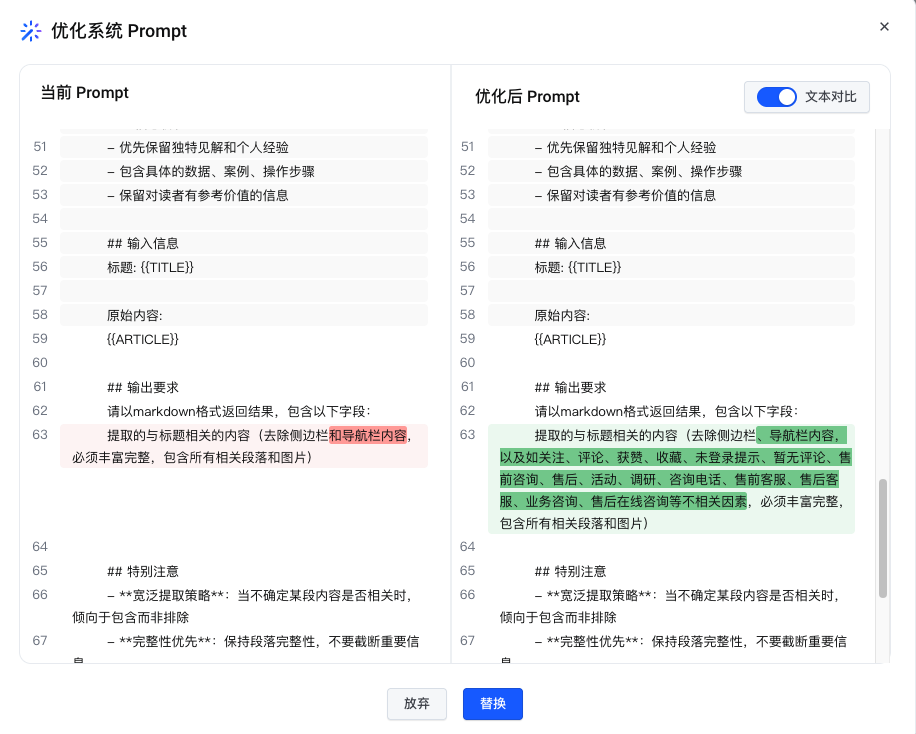 优化系统 Prompt
当前 Prompt
51 - 优先保留独特见解和个人经验
52 - 包含具体的数据、案例、操作步骤
53 - 保留对读者有参考价值的信息
54
55 ## 输入信息
56 标题: {{TITLE}}
57
58 原始内容:
59 {{ARTICLE}}
60
61 ## 输出要求
62 请以markdown格式返回结果，包含以下字段：
63 提取的与标题相关的内容（去除侧边栏和导航栏内容，
必须丰富完整，包含所有相关段落和图片）
64
65 ## 特别注意
66 - **宽泛提取策略**：当不确定某段内容是否相关时，
倾向于包含而非排除
67 - **完整性优先**：保持段落完整性，不要截断重要信
息
优化后 Prompt
文本对比
51 - 优先保留独特见解和个人经验
52 - 包含具体的数据、案例、操作步骤
53 - 保留对读者有参考价值的信息
54
55 ## 输入信息
56 标题: {{TITLE}}
57
58 原始内容:
59 {{ARTICLE}}
60
61 ## 输出要求
62 请以markdown格式返回结果，包含以下字段：
63 提取的与标题相关的内容（去除侧边栏、导航栏内容，
以及如关注、评论、获赞、收藏、未登录提示、暂无评论、售
前咨询、售后、活动、调研、咨询电话、售前客服、售后客
服、业务咨询、售后在线咨询等不相关因素，必须丰富完整，
包含所有相关段落和图片）
64
65 ## 特别注意
66 - **宽泛提取策略**：当不确定某段内容是否相关时，
倾向于包含而非排除
67 - **完整性优先**：保持段落完整性，不要截断重要信
息
放弃
替换